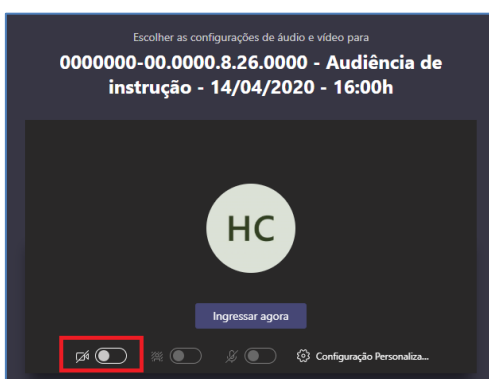 Escolher as configurações de áudio e vídeo para
0000000-00.0000.8.26.0000 - Audiência de
instrução - 14/04/2020 - 16:00h
HC
Ingressar agora
Configuração Personaliza...